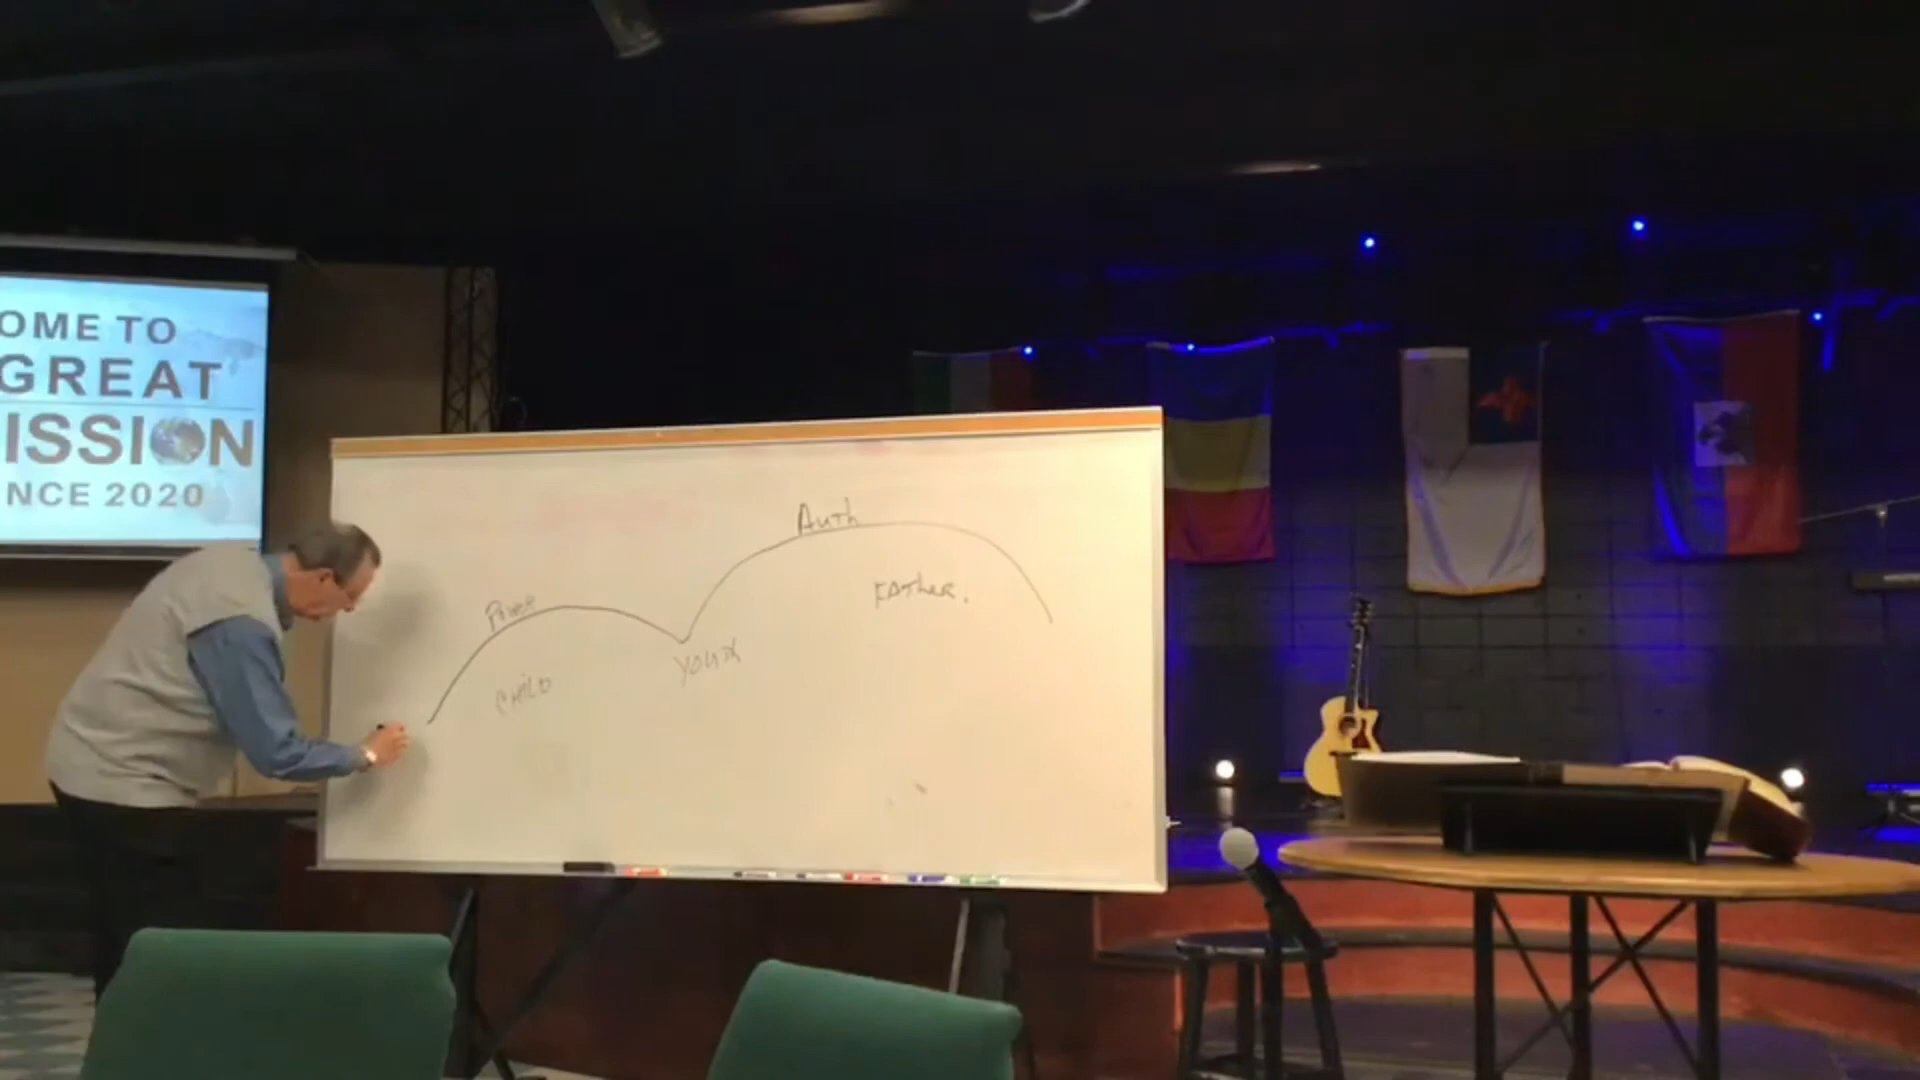 OME TO
GREAT
ISSION
NCE 2020
Auth
Power
Father.
Youth
CHILD